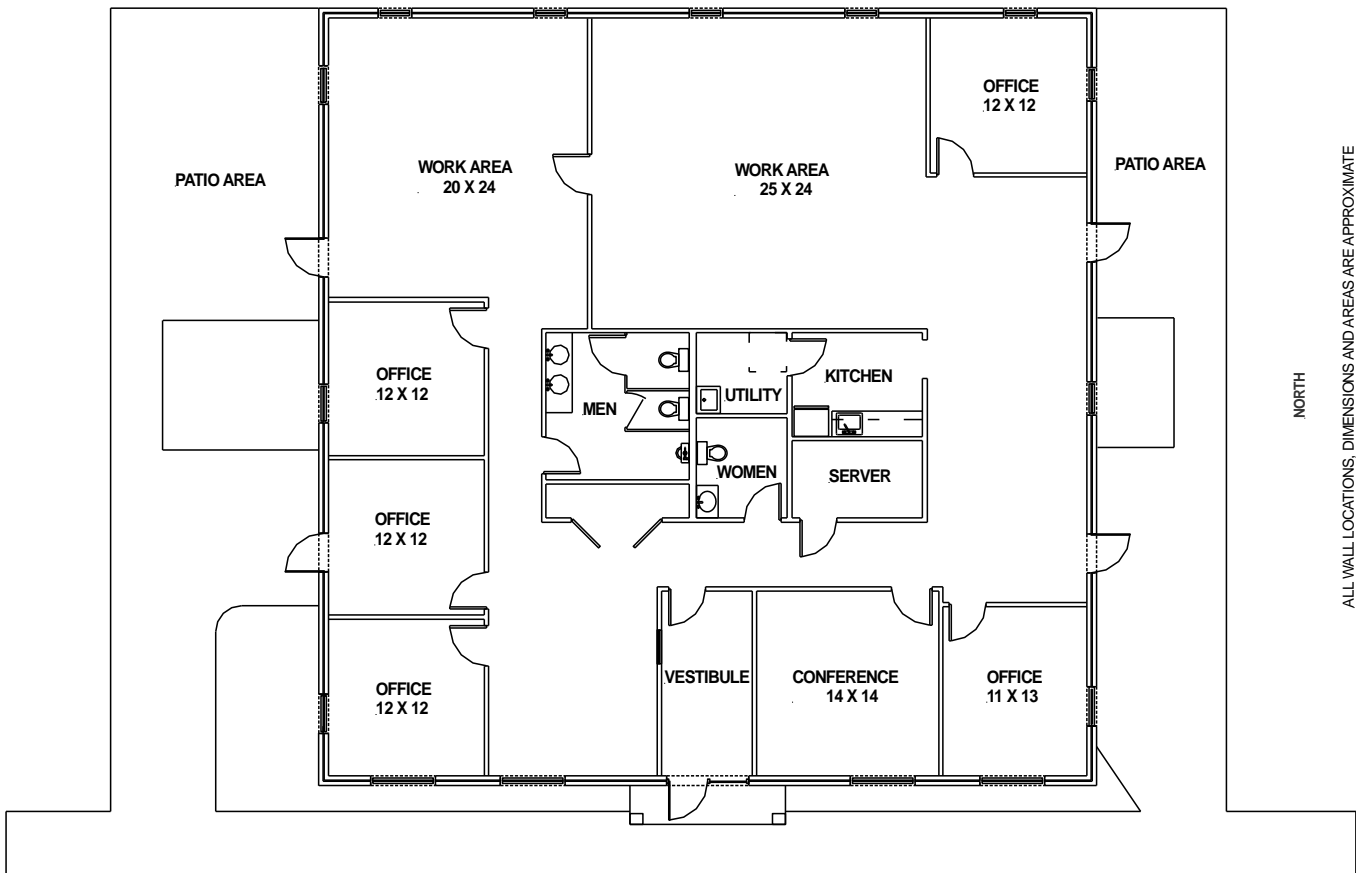 OFFICE
12 X 12
PATIO AREA
WORK AREA
20 X 24
WORK AREA
25 X 24
PATIO AREA
OFFICE
12 X 12
MEN
UTILITY
KITCHEN
WOMEN
SERVER
OFFICE
12 X 12
OFFICE
12 X 12
VESTIBULE
CONFERENCE
14 X 14
OFFICE
11 X 13
NORTH
ALL WALL LOCATIONS, DIMENSIONS AND AREAS ARE APPROXIMATE